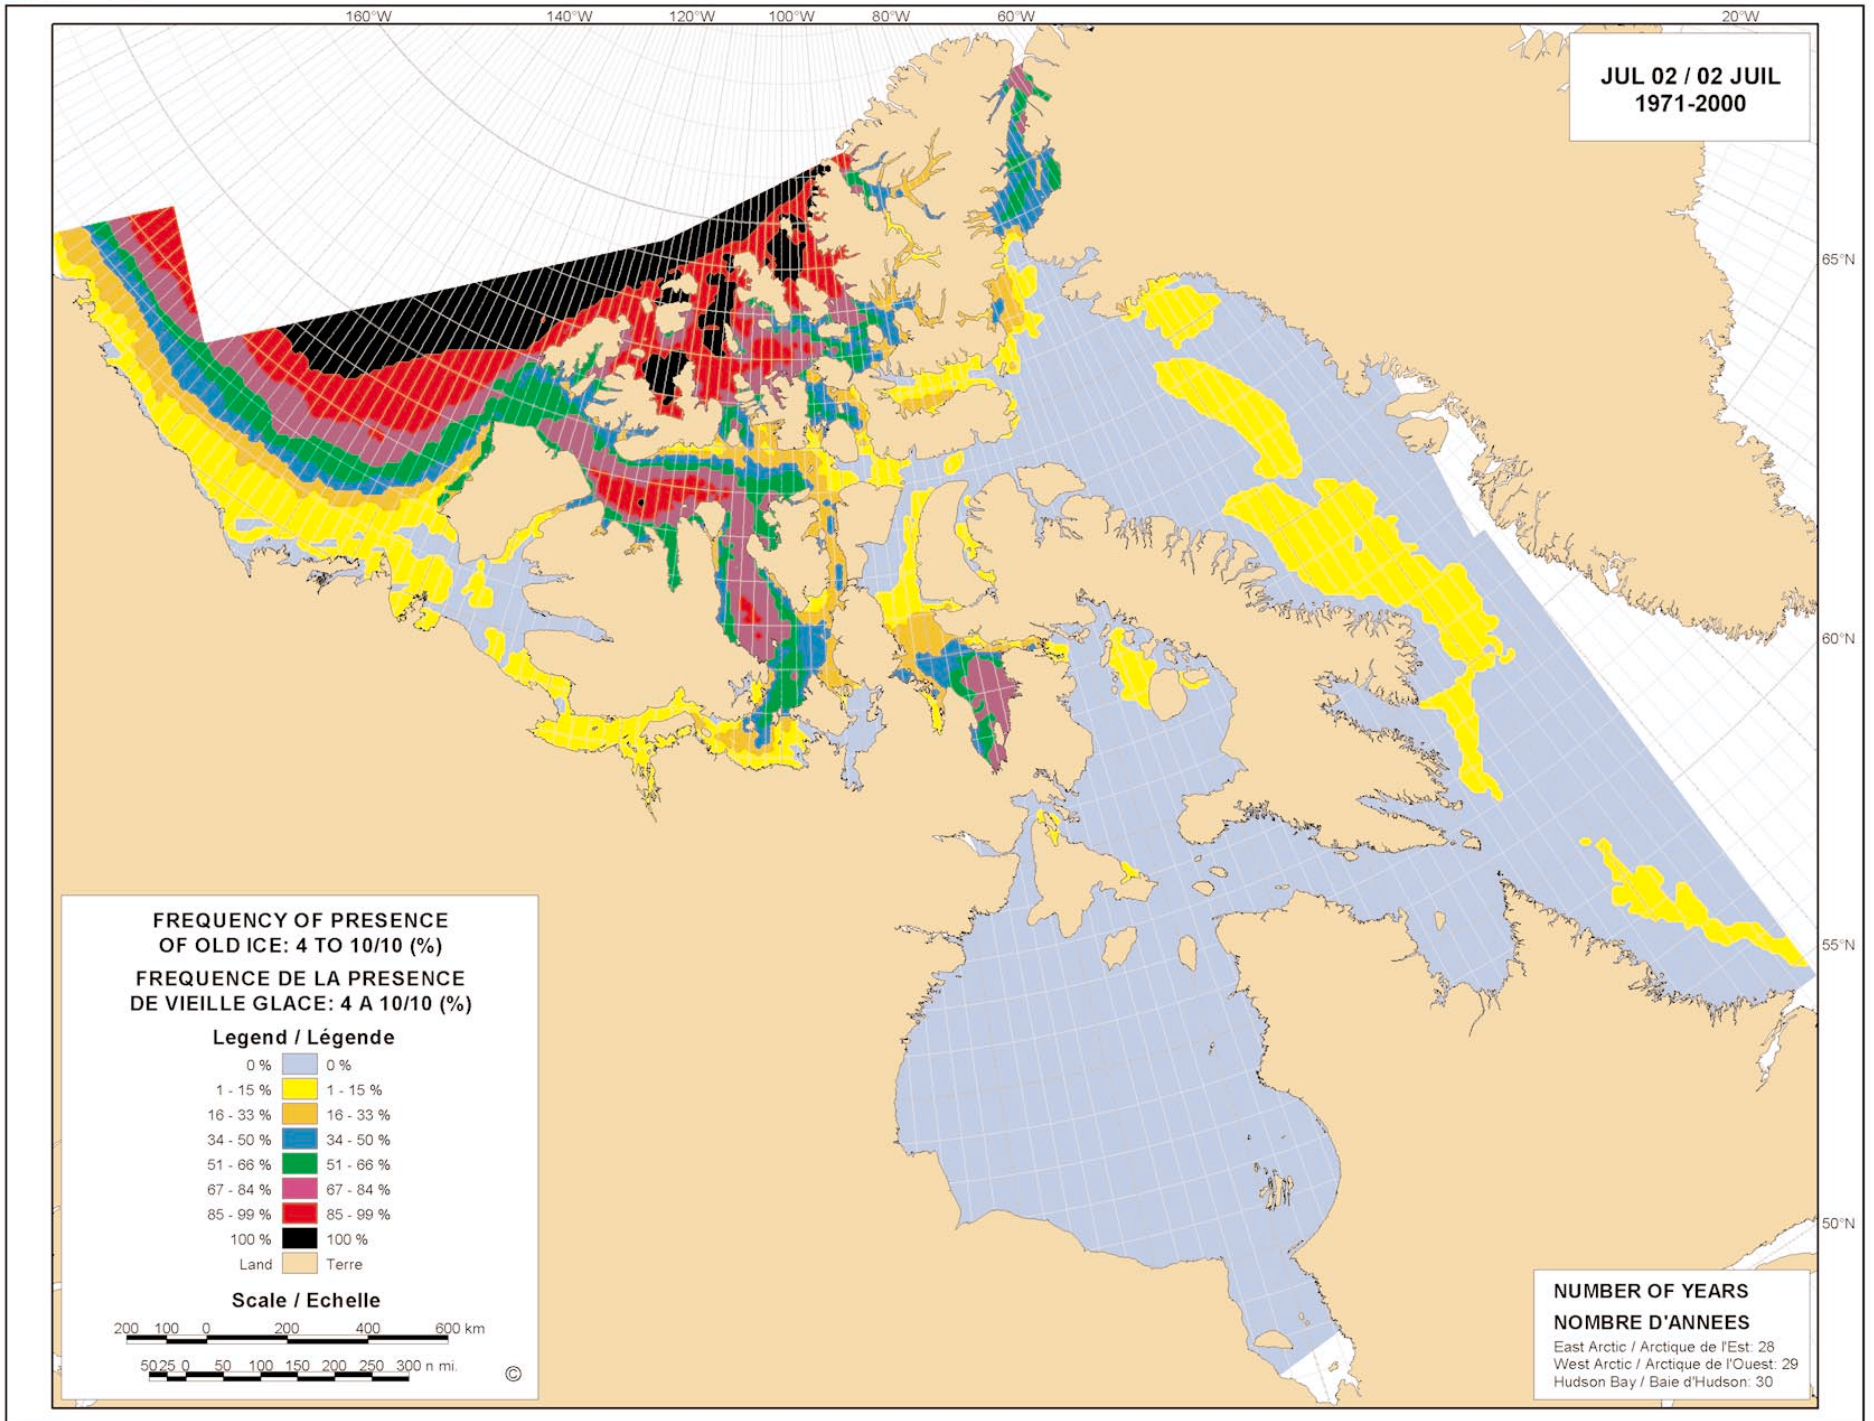 160°W 140°W 120°W 100°W 80°W 60°W 20°W
JUL 02 / 02 JUIL
1971-2000
65°N
60°N
55°N
50°N
FREQUENCY OF PRESENCE
OF OLD ICE: 4 TO 10/10 (%)
FREQUENCE DE LA PRESENCE
DE VIEILLE GLACE: 4 A 10/10 (%)
Legend / Légende
0 % 0 %
1 - 15 % 1 - 15 %
16 - 33 % 16 - 33 %
34 - 50 % 34 - 50 %
51 - 66 % 51 - 66 %
67 - 84 % 67 - 84 %
85 - 99 % 85 - 99 %
100 % 100 %
Land Terre
Scale / Echelle
200 100 0 200 400 600 km
50 25 0 50 100 150 200 250 300 n mi.
©
NUMBER OF YEARS
NOMBRE D'ANNEES
East Arctic / Arctique de l'Est: 28
West Arctic / Arctique de l'Ouest: 29
Hudson Bay / Baie d'Hudson: 30